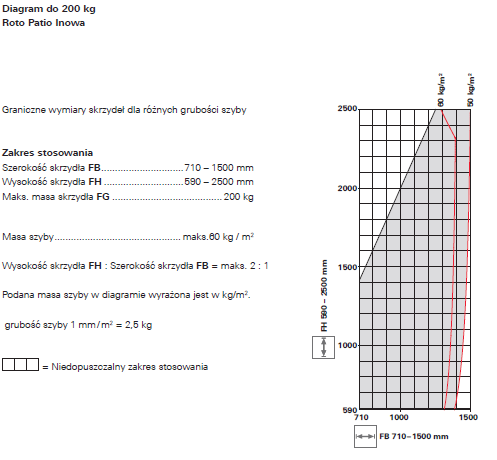 Diagram do 200 kg
Roto Patio Inowa
Graniczne wymiary skrzydeł dla różnych grubości szyby
Zakres stosowania
Szerokość skrzydła FB..............................710 – 1500 mm
Wysokość skrzydła FH .............................590 – 2500 mm
Maks. masa skrzydła FG ........................................ 200 kg
Masa szyby.............................................. maks.60 kg / m²
Wysokość skrzydła FH : Szerokość skrzydła FB = maks. 2 : 1
Podana masa szyby w diagramie wyrażona jest w kg/m².
grubość szyby 1 mm/m² = 2,5 kg
= Niedopuszczalny zakres stosowania
60 kg/m²
50 kg/m²
2500
2000
1500
1000
590
FH 590 – 2500 mm
710
1000
1500
FB 710–1500 mm